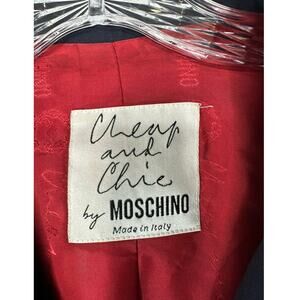 Cheap
and
Chic
by MOSCHINO
Made in Italy